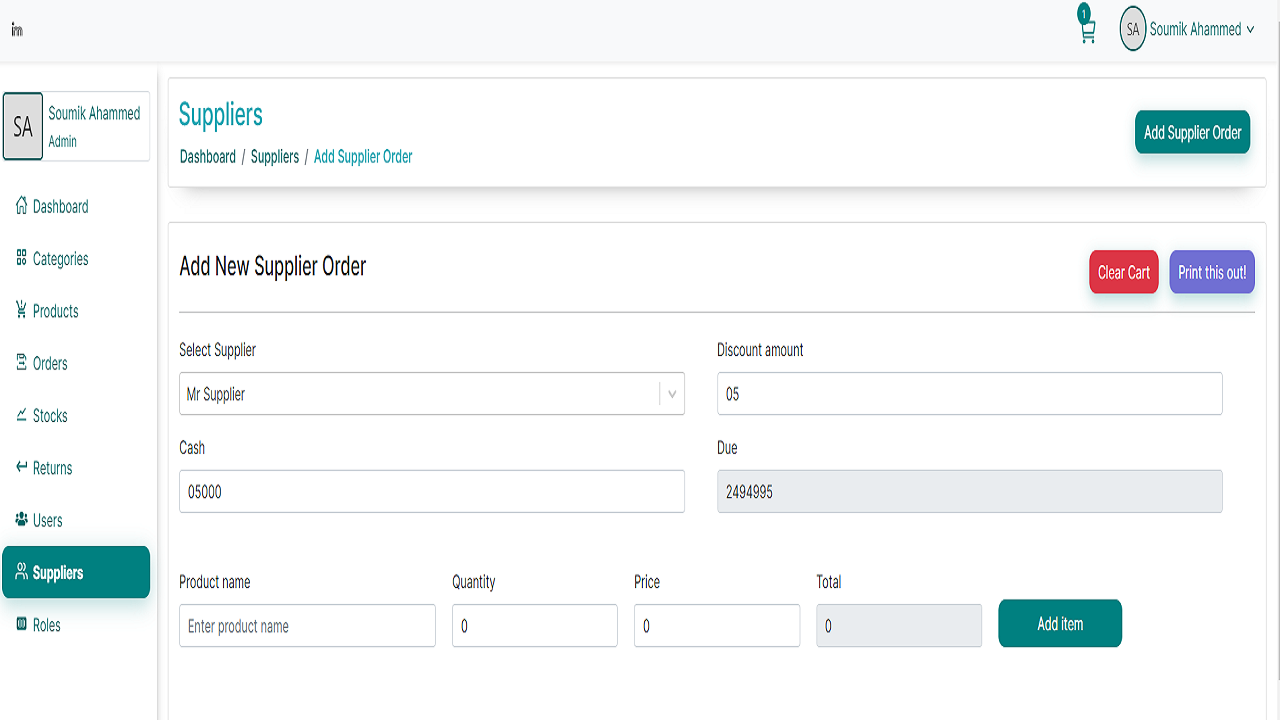 1
SA Soumik Ahammed
SA
Soumik Ahammed
Admin
Dashboard
Categories
Products
Orders
Stocks
Returns
Users
Suppliers
Roles
Suppliers
Dashboard / Suppliers / Add Supplier Order
Add Supplier Order
Add New Supplier Order
Clear Cart
Print this out!
Select Supplier
Mr Supplier
Discount amount
05
Cash
05000
Due
2494995
Product name Quantity Price Total
Enter product name 0 0 0 Add item